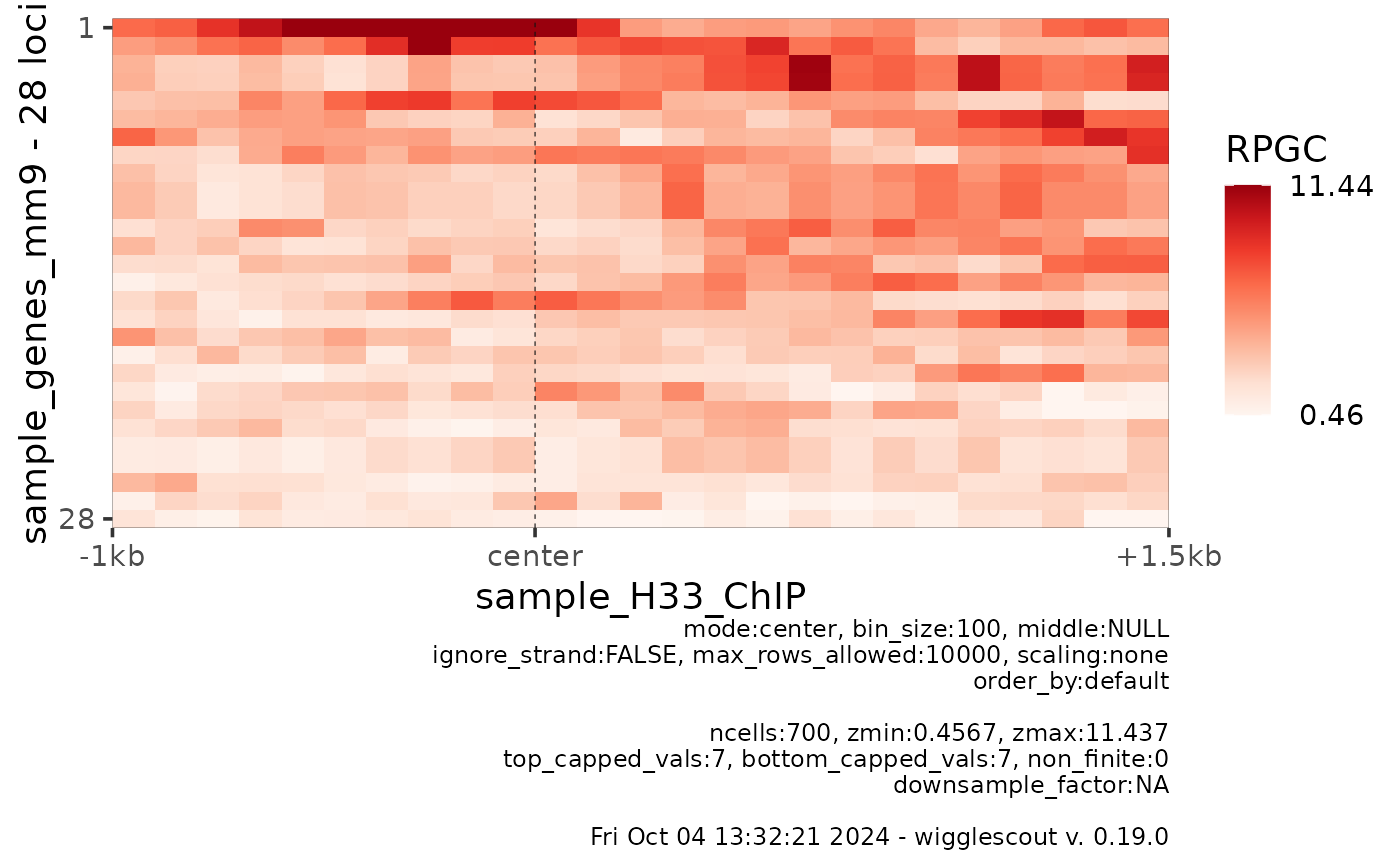 sample_genes_mm9 - 28 loci
1
28
-1kb
center
+1.5kb
sample_H33_ChIP
RPGC
11.44
0.46
mode:center, bin_size:100, middle:NULL
ignore_strand:FALSE, max_rows_allowed:10000, scaling:none
order_by:default
ncells:700, zmin:0.4567, zmax:11.437
top_capped_vals:7, bottom_capped_vals:7, non_finite:0
downsample_factor:NA
Fri Oct 04 13:32:21 2024 - wigglescout v. 0.19.0